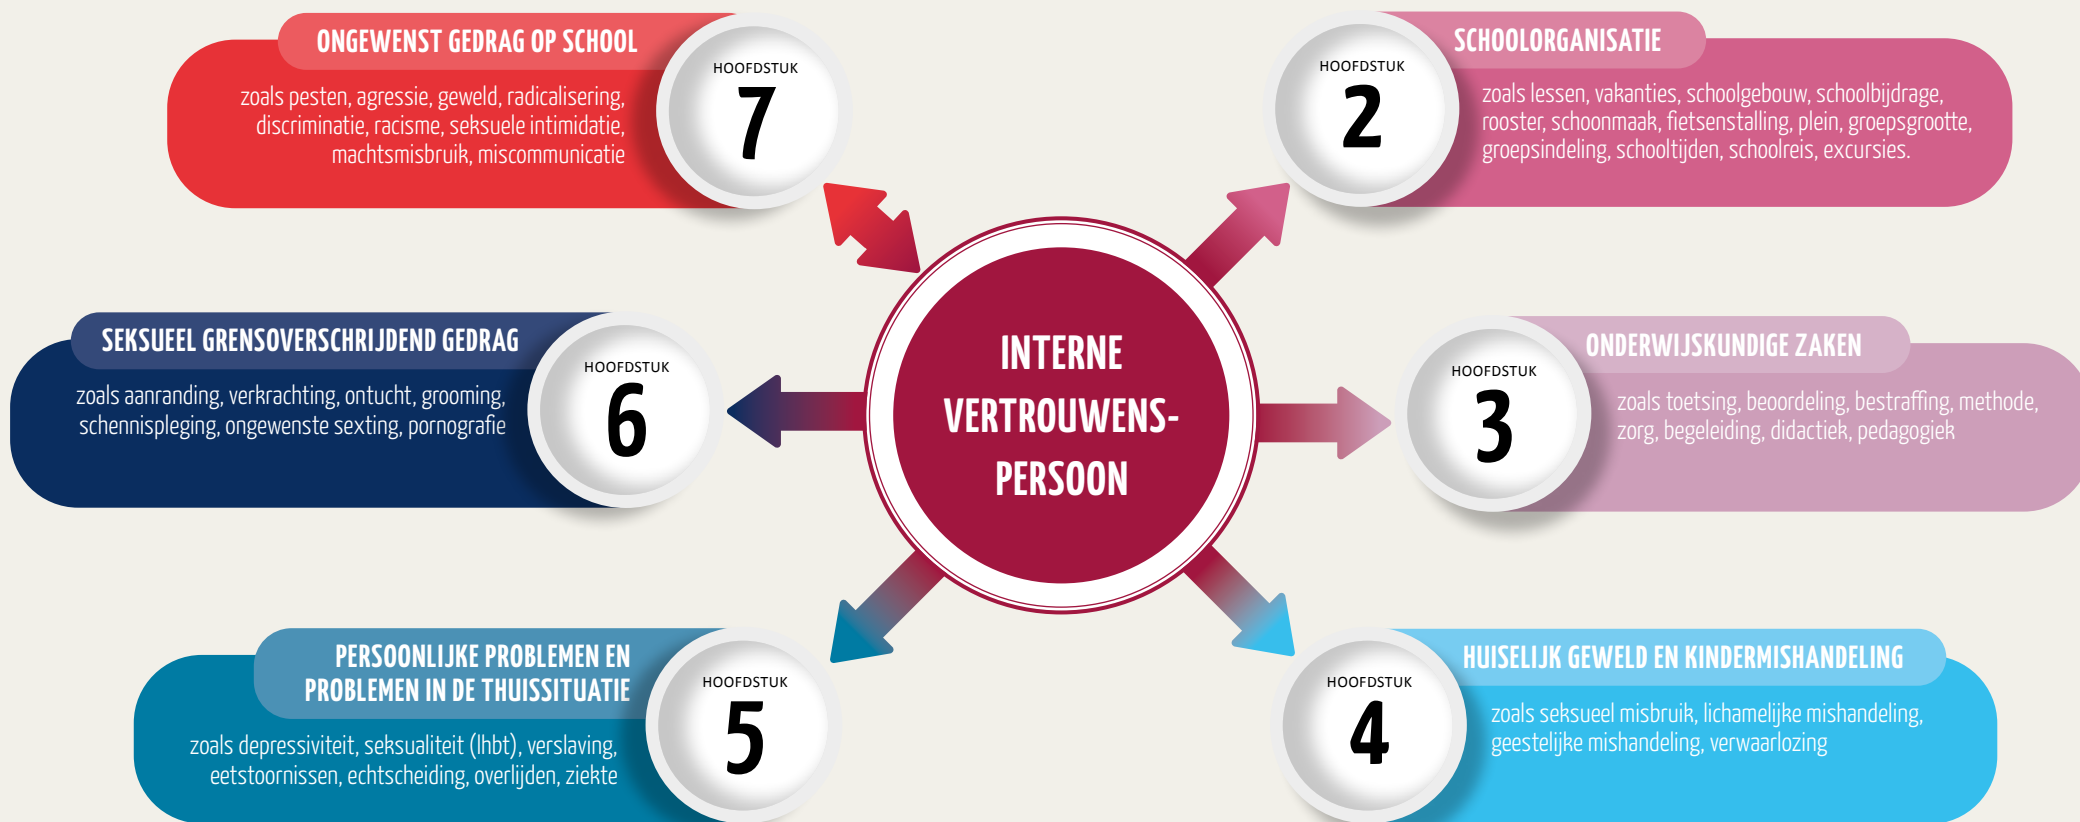 ONGEWENST GEDRAG OP SCHOOL
zoals pesten, agressie, geweld, radicalisering,
discriminatie, racisme, seksuele intimidatie,
machtsmisbruik, miscommunicatie
HOOFDSTUK
7
HOOFDSTUK
2
SCHOOLORGANISATIE
zoals lessen, vakanties, schoolgebouw, schoolbijdrage,
rooster, schoonmaak, fietsenstalling, plein, groepsgrootte,
groepsindeling, schooltijden, schoolreis, excursies.
SEKSUEEL GRENSOVERSCHRIJDEND GEDRAG
zoals aanranding, verkrachting, ontucht, grooming,
schennispleging, ongewenste sexting, pornografie
HOOFDSTUK
6
INTERNE
VERTROUWENS-
PERSOON
HOOFDSTUK
3
ONDERWIJSKUNDIGE ZAKEN
zoals toetsing, beoordeling, bestraffing, methode,
zorg, begeleiding, didactiek, pedagogiek
PERSOONLIJKE PROBLEMEN EN
PROBLEMEN IN DE THUISSITUATIE
zoals depressiviteit, seksualiteit (lhbt), verslaving,
eetstoornissen, echtscheiding, overlijden, ziekte
HOOFDSTUK
5
HOOFDSTUK
4
HUISELIJK GEWELD EN KINDERMISHANDELING
zoals seksueel misbruik, lichamelijke mishandeling,
geestelijke mishandeling, verwaarlozing